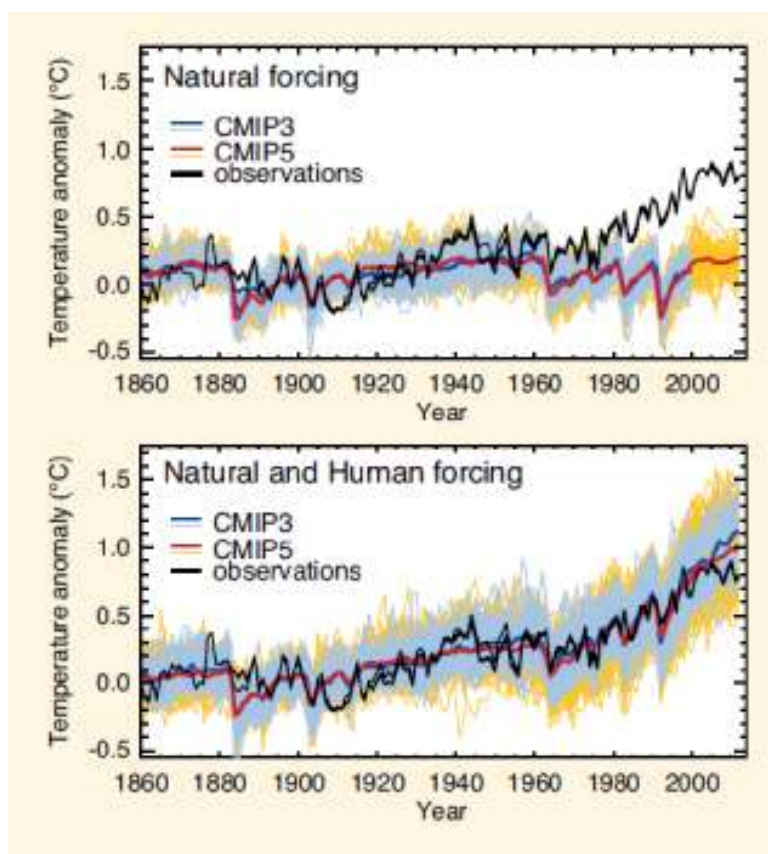 Temperature anomaly (°C)
1.5
1.0
0.5
0.0
-0.5
Natural forcing
CMIP3
CMIP5
observations
1860 1880 1900 1920 1940 1960 1980 2000
Year
Temperature anomaly (°C)
1.5
1.0
0.5
0.0
-0.5
Natural and Human forcing
CMIP3
CMIP5
observations
1860 1880 1900 1920 1940 1960 1980 2000
Year